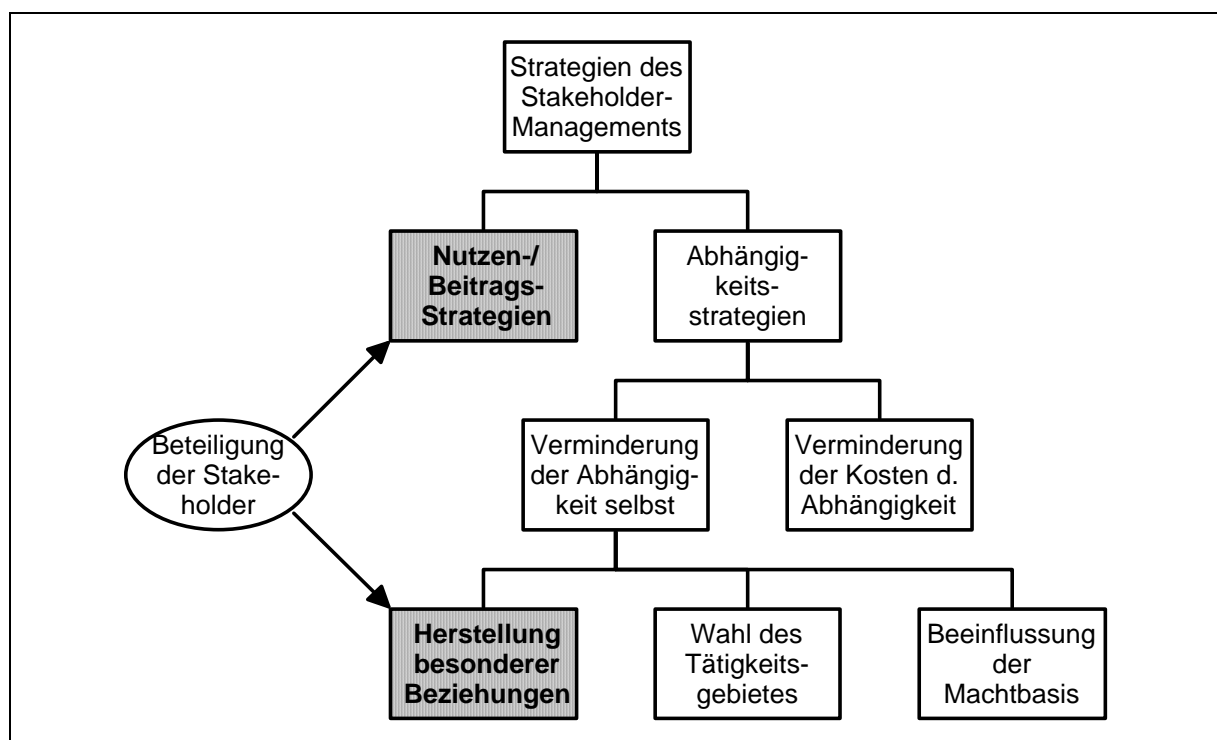 Strategien des
Stakeholder-
Managements
Nutzen-/
Beitrags-
Strategien
Abhängig-
keits-
strategien
Beteiligung
der Stake-
holder
Verminderung
der Abhängig-
keit selbst
Verminderung
der Kosten d.
Abhängigkeit
Herstellung
besonderer
Beziehungen
Wahl des
Tätigkeits-
gebietes
Beeinflussung
der
Machtbasis